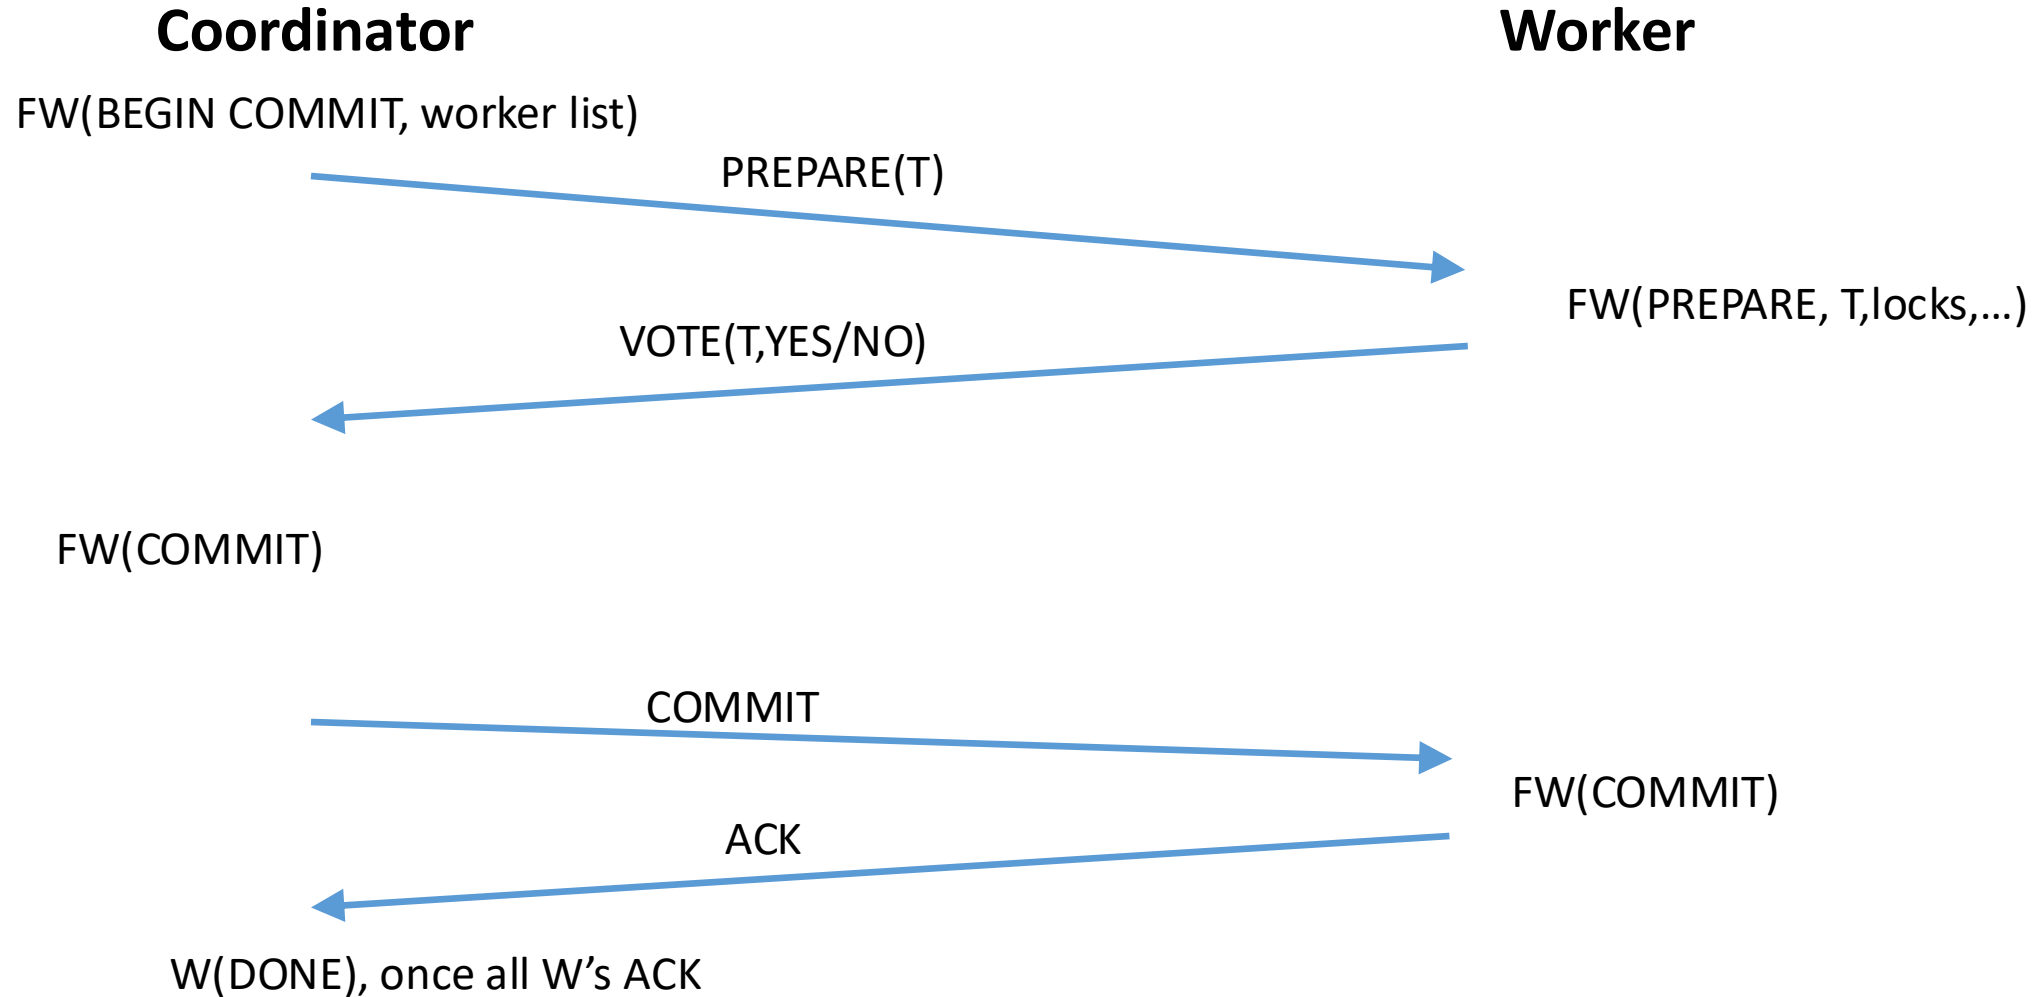 Coordinator
Worker
FW(BEGIN COMMIT, worker list)
PREPARE(T)
FW(PREPARE, T,locks,...)
VOTE(T,YES/NO)
FW(COMMIT)
COMMIT
FW(COMMIT)
ACK
W(DONE), once all W’s ACK